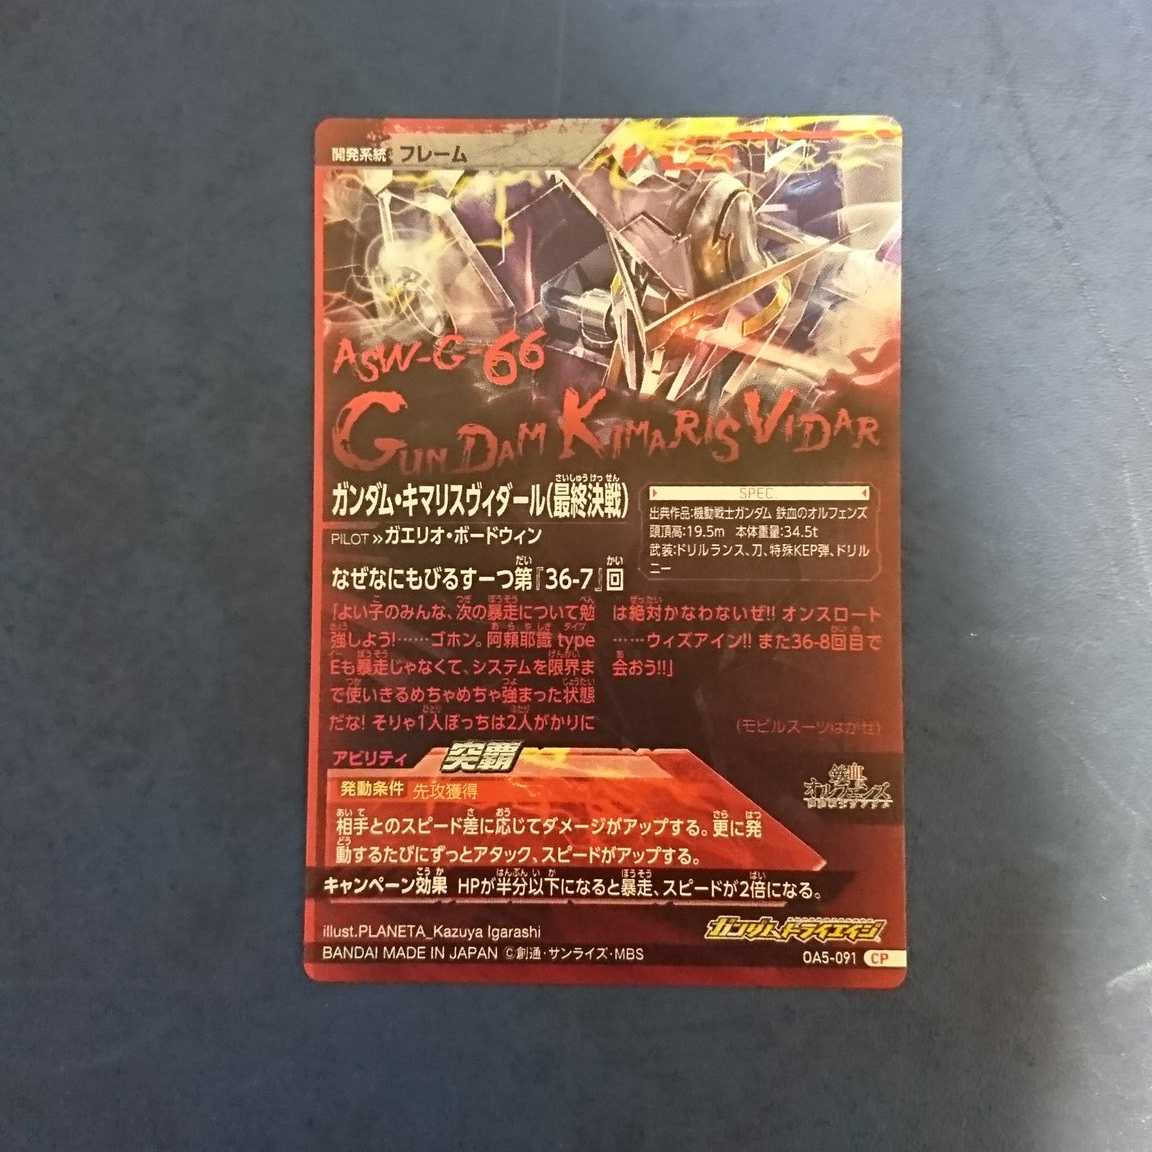 開発系統:フレーム
ASW-G-66
GUNDAM KIMARIS VIDAR
ガンダム・キマリスヴィダール(最終決戦)
PILOT»ガエリオ・ボードウィン
SPEC
出典作品:機動戦士ガンダム 鉄血のオルフェンズ
頭頂高:19.5m 本体重量:34.5t
武装:ドリルランス、刀、特殊KEP弾、ドリル
ニー
なぜなにもびるすーつ第『36-7』回
「よい子のみんな、次の暴走について勉
強しよう!……ゴホン。阿頼耶識 type
Eも暴走じゃなくて、システムを限界ま
で使いきるめちゃめちゃ強まった状態
だな! そりゃ1人ぼっちは2人がかりに
は絶対かなわないぜ!! オンスロート
……ウィズアイン!! また36-8回目で
会おう!!」
(モビルスーツはかせ)
アビリティ 突覇
発動条件 先攻獲得
相手とのスピード差に応じてダメージがアップする。更に発
動するたびにずっとアタック、スピードがアップする。
キャンペーン効果 HPが半分以下になると暴走、スピードが2倍になる。
鉄血
オルフェンズ
illust.PLANETA_Kazuya Igarashi
ガンダムトライエイジ
BANDAI MADE IN JAPAN ©創通・サンライズ・MBS
OA5-091 CP